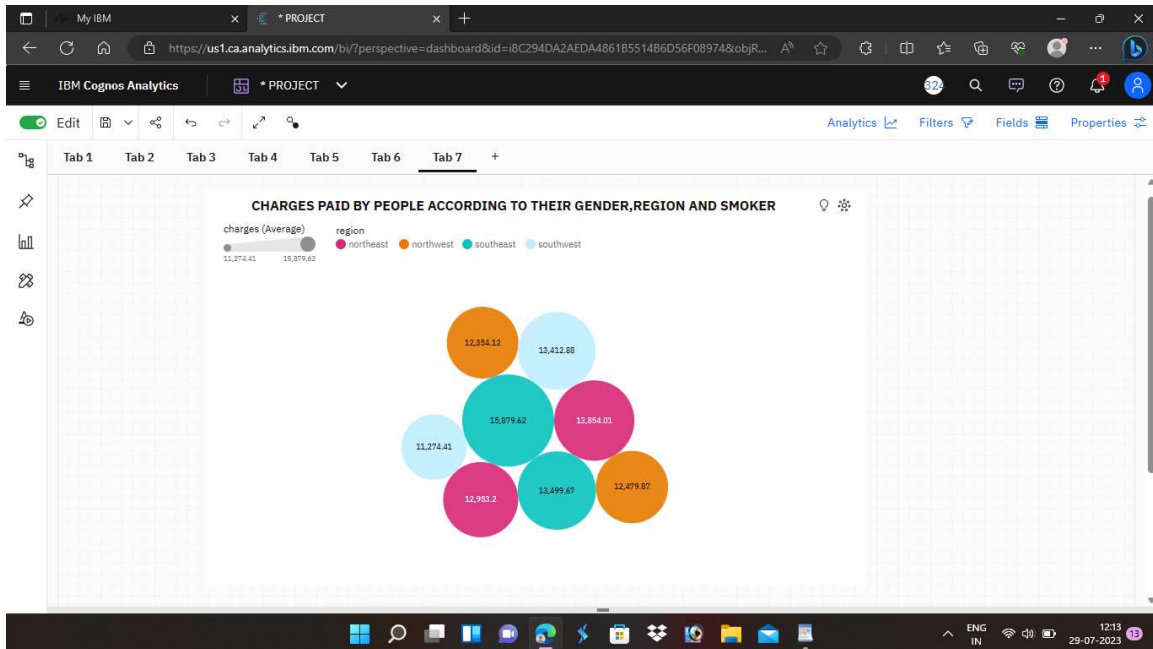 My IBM
* PROJECT
https://us1.ca.analytics.ibm.com/bi/?perspective=dashboard&id=i8C294DA2AEDA4861B5514B6D56F08974&objR...
IBM Cognos Analytics
* PROJECT
324
1
Edit
Analytics
Filters
Fields
Properties
Tab 1 Tab 2 Tab 3 Tab 4 Tab 5 Tab 6 Tab 7 +
CHARGES PAID BY PEOPLE ACCORDING TO THEIR GENDER,REGION AND SMOKER
charges (Average)
11,274.41 15,879.62
region
northeast northwest southeast southwest
12,354.12
13,412.88
15,879.62
13,854.01
11,274.41
12,953.2
13,499.67
12,479.87
ENG
IN
12:13
29-07-2023
13